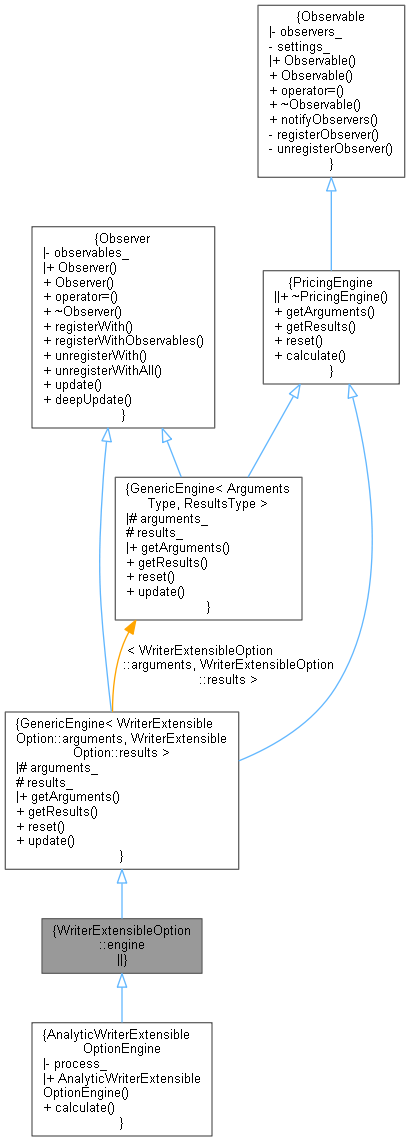 {Observable
|- observers_
- settings_
|+ Observable()
+ Observable()
+ operator=()
+ ~Observable()
+ notifyObservers()
- registerObserver()
- unregisterObserver()
}
{Observer
|- observables_
|+ Observer()
+ Observer()
+ operator=()
+ ~Observer()
+ registerWith()
+ registerWithObservables()
+ unregisterWith()
+ unregisterWithAll()
+ update()
+ deepUpdate()
}
{PricingEngine
||+ ~PricingEngine()
+ getArguments()
+ getResults()
+ reset()
+ calculate()
}
{GenericEngine< Arguments
Type, ResultsType >
|# arguments_
# results_
|+ getArguments()
+ getResults()
+ reset()
+ update()
}
< WriterExtensibleOption
::arguments, WriterExtensibleOption
::results >
{GenericEngine< WriterExtensible
Option::arguments, WriterExtensible
Option::results >
|# arguments_
# results_
|+ getArguments()
+ getResults()
+ reset()
+ update()
}
{WriterExtensibleOption
::engine
||}
{AnalyticWriterExtensible
OptionEngine
|- process_
|+ AnalyticWriterExtensible
OptionEngine()
+ calculate()
}